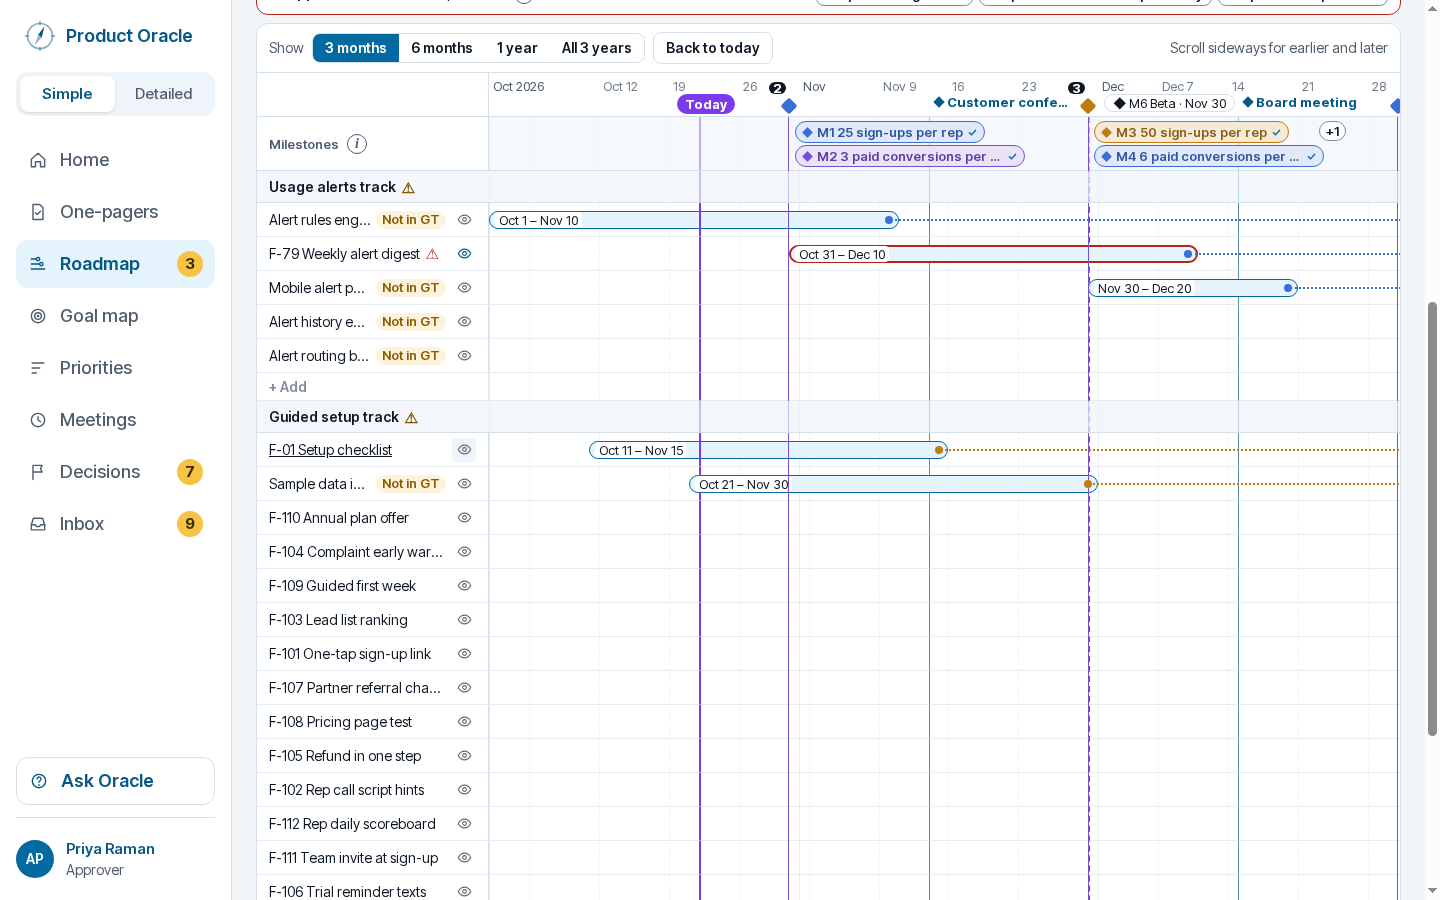 Product Oracle
Simple
Detailed
Home
One-pagers
Roadmap
3
Goal map
Priorities
Meetings
Decisions
7
Inbox
9
Ask Oracle
AP
Priya Raman
Approver
Show
3 months
6 months
1 year
All 3 years
Back to today
Scroll sideways for earlier and later
Oct 2026
Oct 12
19
26
2
Nov
Nov 9
16
23
3
Dec
Dec 7
14
21
28
Today
Customer confe…
M6 Beta · Nov 30
Board meeting
Milestones
i
M1 25 sign-ups per rep
M3 50 sign-ups per rep
+1
M2 3 paid conversions per …
M4 6 paid conversions per …
Usage alerts track
Alert rules eng… Not in GT
Oct 1 – Nov 10
F-79 Weekly alert digest
Oct 31 – Dec 10
Mobile alert p… Not in GT
Nov 30 – Dec 20
Alert history e… Not in GT
Alert routing b… Not in GT
+ Add
Guided setup track
F-01 Setup checklist
Oct 11 – Nov 15
Sample data i… Not in GT
Oct 21 – Nov 30
F-110 Annual plan offer
F-104 Complaint early war…
F-109 Guided first week
F-103 Lead list ranking
F-101 One-tap sign-up link
F-107 Partner referral cha…
F-108 Pricing page test
F-105 Refund in one step
F-102 Rep call script hints
F-112 Rep daily scoreboard
F-111 Team invite at sign-up
F-106 Trial reminder texts